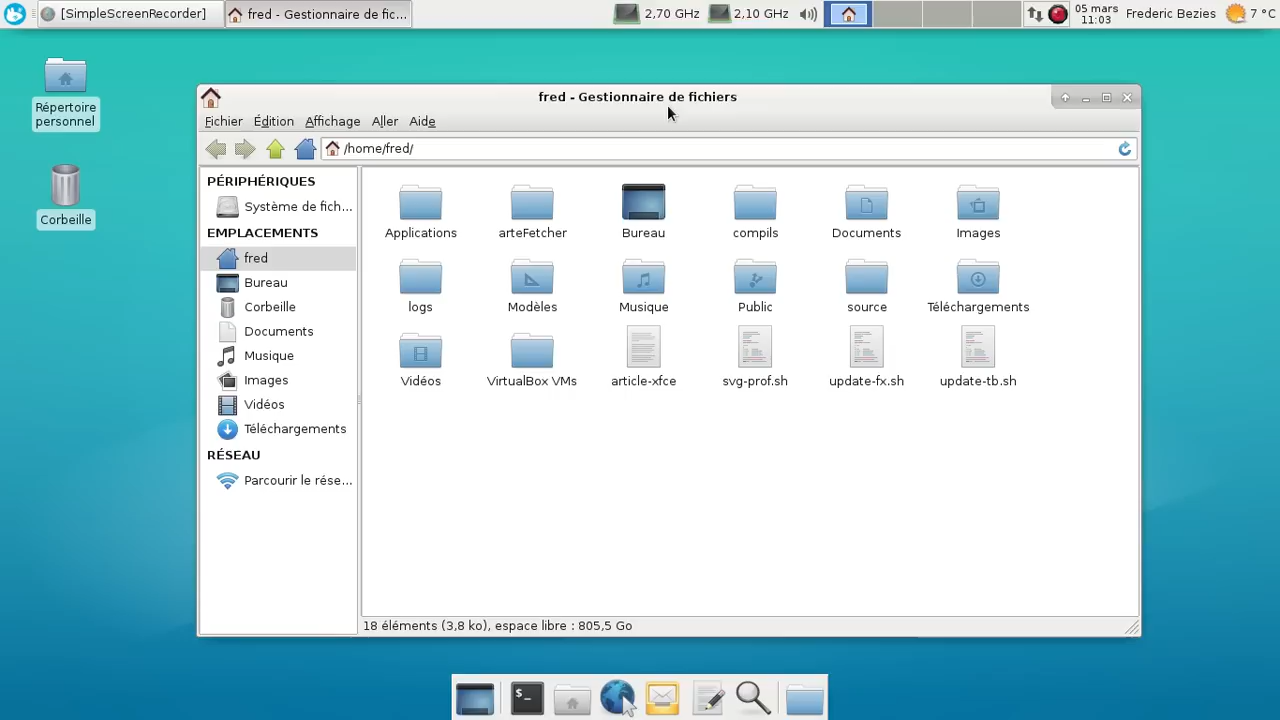 [SimpleScreenRecorder]
fred - Gestionnaire de fic...
2,70 GHz
2,10 GHz
05 mars
11:03
Frederic Bezies
7 °C
Répertoire
personnel
Corbeille
fred - Gestionnaire de fichiers
Fichier Édition Affichage Aller Aide
/home/fred/
PÉRIPHÉRIQUES
Système de fich...
EMPLACEMENTS
fred
Bureau
Corbeille
Documents
Musique
Images
Vidéos
Téléchargements
RÉSEAU
Parcourir le rése...
Applications
arteFetcher
Bureau
compils
Documents
Images
logs
Modèles
Musique
Public
source
Téléchargements
Vidéos
VirtualBox VMs
article-xfce
svg-prof.sh
update-fx.sh
update-tb.sh
18 éléments (3,8 ko), espace libre : 805,5 Go
$_